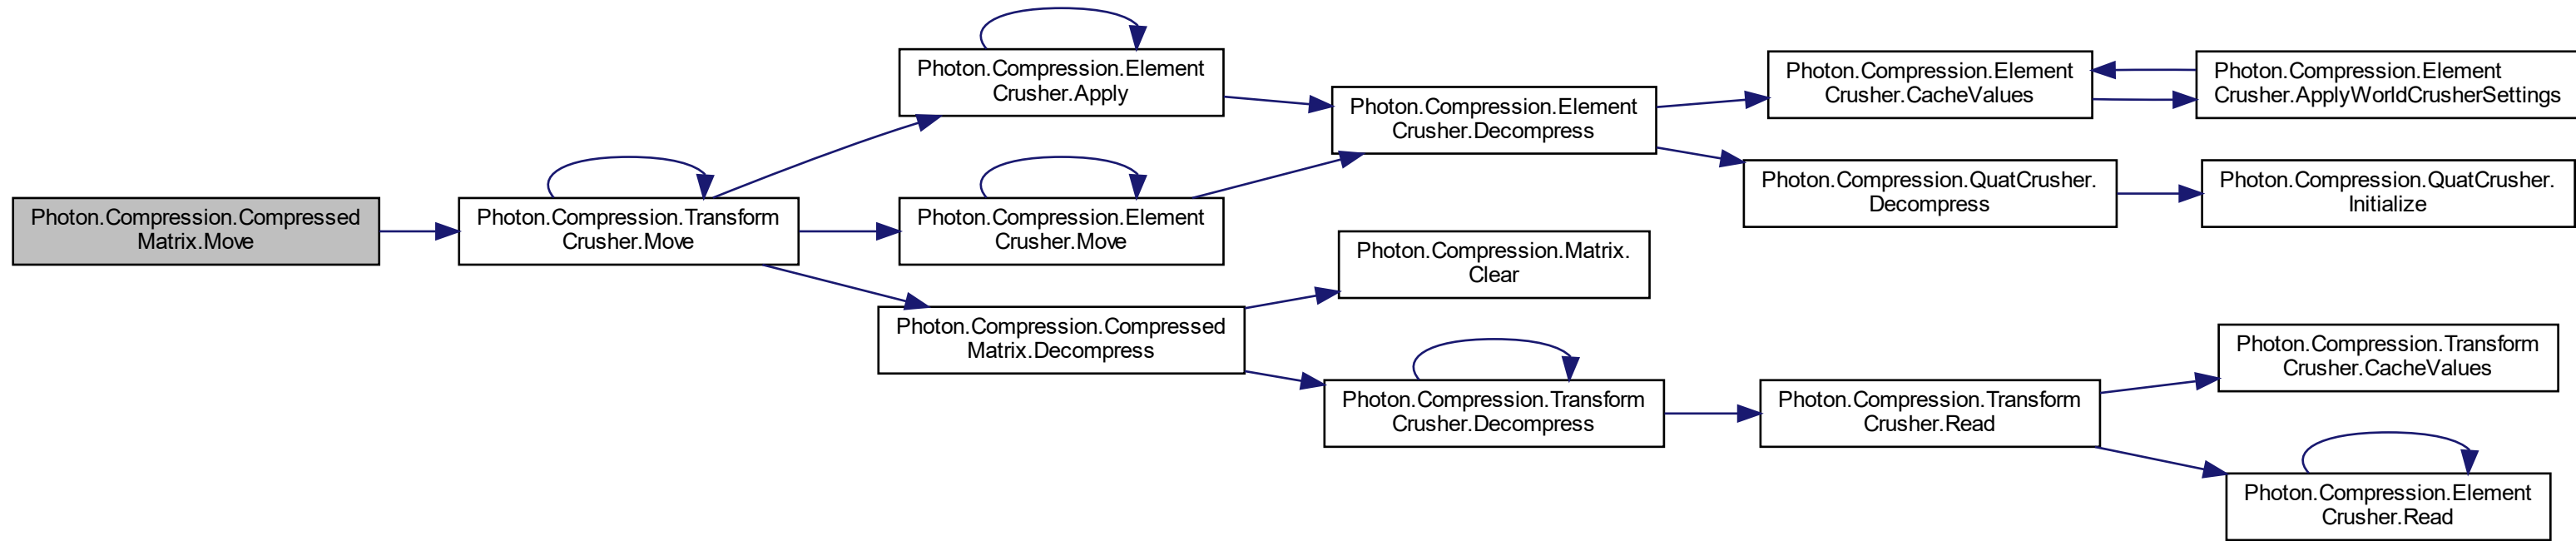 Photon.Compression.Compressed
Matrix.Move
Photon.Compression.Transform
Crusher.Move
Photon.Compression.Element
Crusher.Apply
Photon.Compression.Element
Crusher.Decompress
Photon.Compression.Element
Crusher.CacheValues
Photon.Compression.Element
Crusher.ApplyWorldCrusherSettings
Photon.Compression.QuatCrusher.
Decompress
Photon.Compression.QuatCrusher.
Initialize
Photon.Compression.Element
Crusher.Move
Photon.Compression.Compressed
Matrix.Decompress
Photon.Compression.Matrix.
Clear
Photon.Compression.Transform
Crusher.Decompress
Photon.Compression.Transform
Crusher.Read
Photon.Compression.Transform
Crusher.CacheValues
Photon.Compression.Element
Crusher.Read